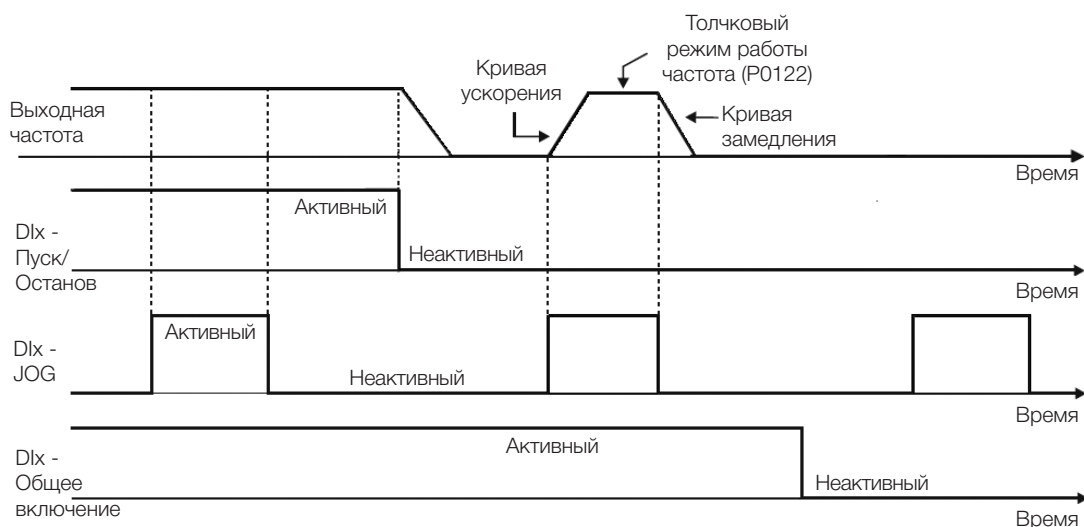 Толчковый
режим работы
частота (P0122)
Кривая
ускорения
Выходная
частота
Кривая
замедления
Время
Активный
DIx -
Пуск/
Останов
Неактивный
Время
Активный
DIx -
JOG
Неактивный
Время
Активный
DIx -
Общее
включение
Неактивный
Время